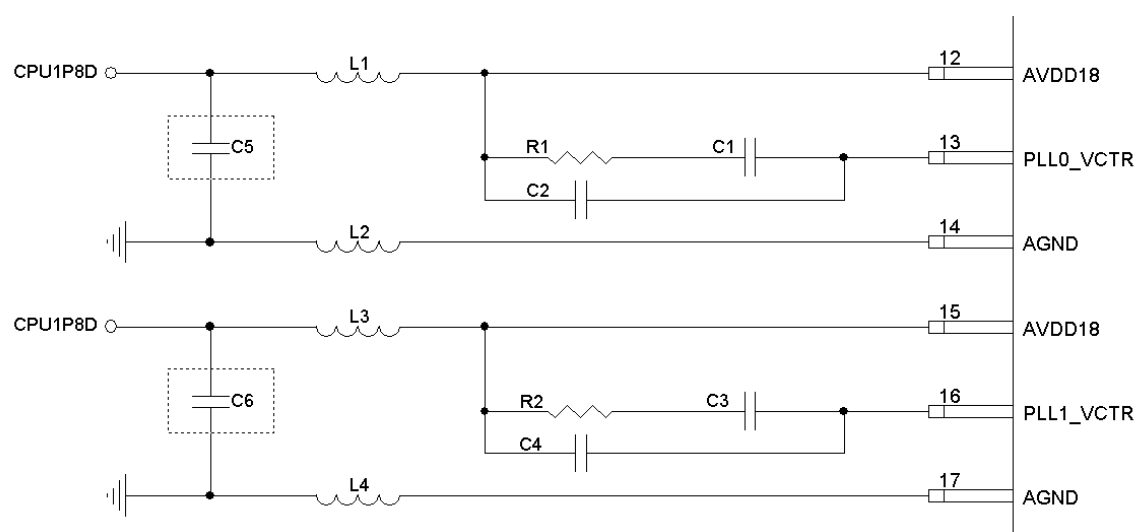 L1
12
CPU1P8D
AVDD18
C5
R1
C1
13
PLL0_VCTR
C2
L2
14
AGND
L3
15
CPU1P8D
AVDD18
C6
R2
C3
16
PLL1_VCTR
C4
L4
17
AGND